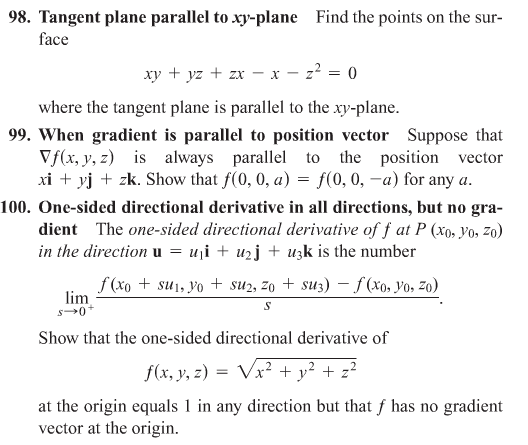 98. Tangent plane parallel to xy-plane Find the points on the sur-
face
xy + yz + zx − x − z² = 0
where the tangent plane is parallel to the xy-plane.
99. When gradient is parallel to position vector Suppose that
∇f(x, y, z) is always parallel to the position vector
xi + yj + zk. Show that f(0, 0, a) = f(0, 0, −a) for any a.
100. One-sided directional derivative in all directions, but no gra-
dient The one-sided directional derivative of f at P (x₀, y₀, z₀)
in the direction u = u₁i + u₂j + u₃k is the number
lim s→0⁺ f(x₀ + su₁, y₀ + su₂, z₀ + su₃) − f(x₀, y₀, z₀) / s .
Show that the one-sided directional derivative of
f(x, y, z) = √x² + y² + z²
at the origin equals 1 in any direction but that f has no gradient
vector at the origin.